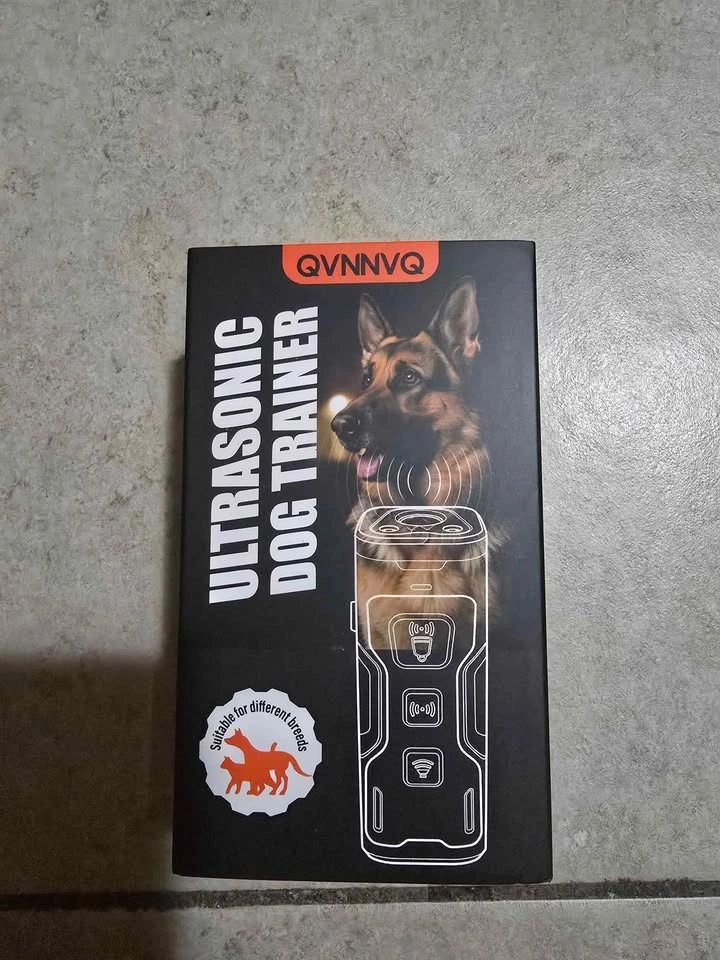 QVNNVQ
ULTRASONIC
DOG TRAINER
Suitable for different breeds